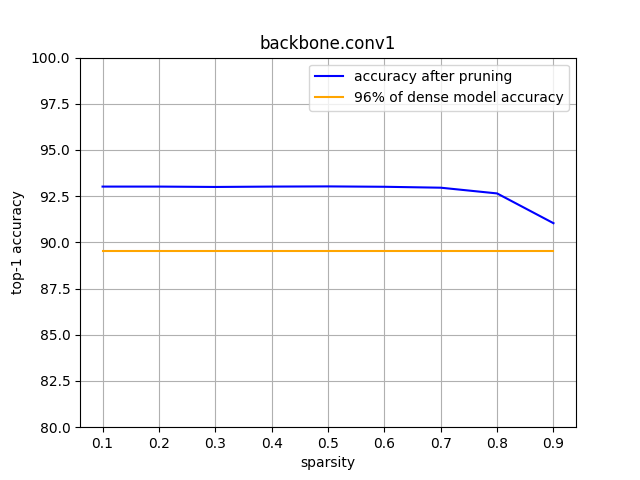 backbone.conv1
accuracy after pruning
96% of dense model accuracy
100.0
97.5
95.0
92.5
90.0
87.5
85.0
82.5
80.0
top-1 accuracy
0.1 0.2 0.3 0.4 0.5 0.6 0.7 0.8 0.9
sparsity